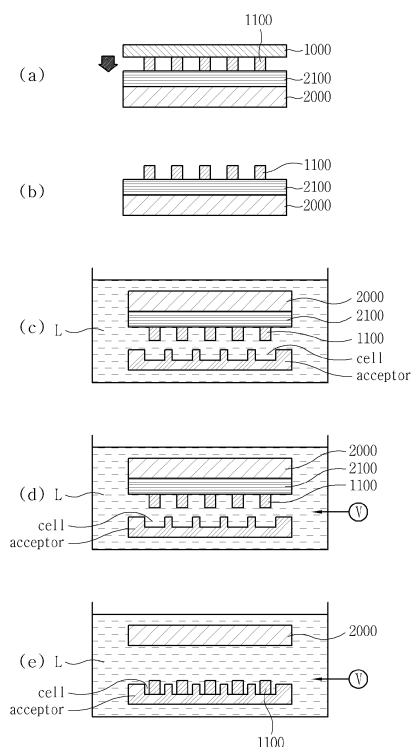 1100
1000
(a)
2100
2000
1100
(b)
2100
2000
2000
2100
(c) L
1100
cell
acceptor
2000
2100
(d) L
1100
cell
V
acceptor
2000
(e) L
V
cell
acceptor
1100